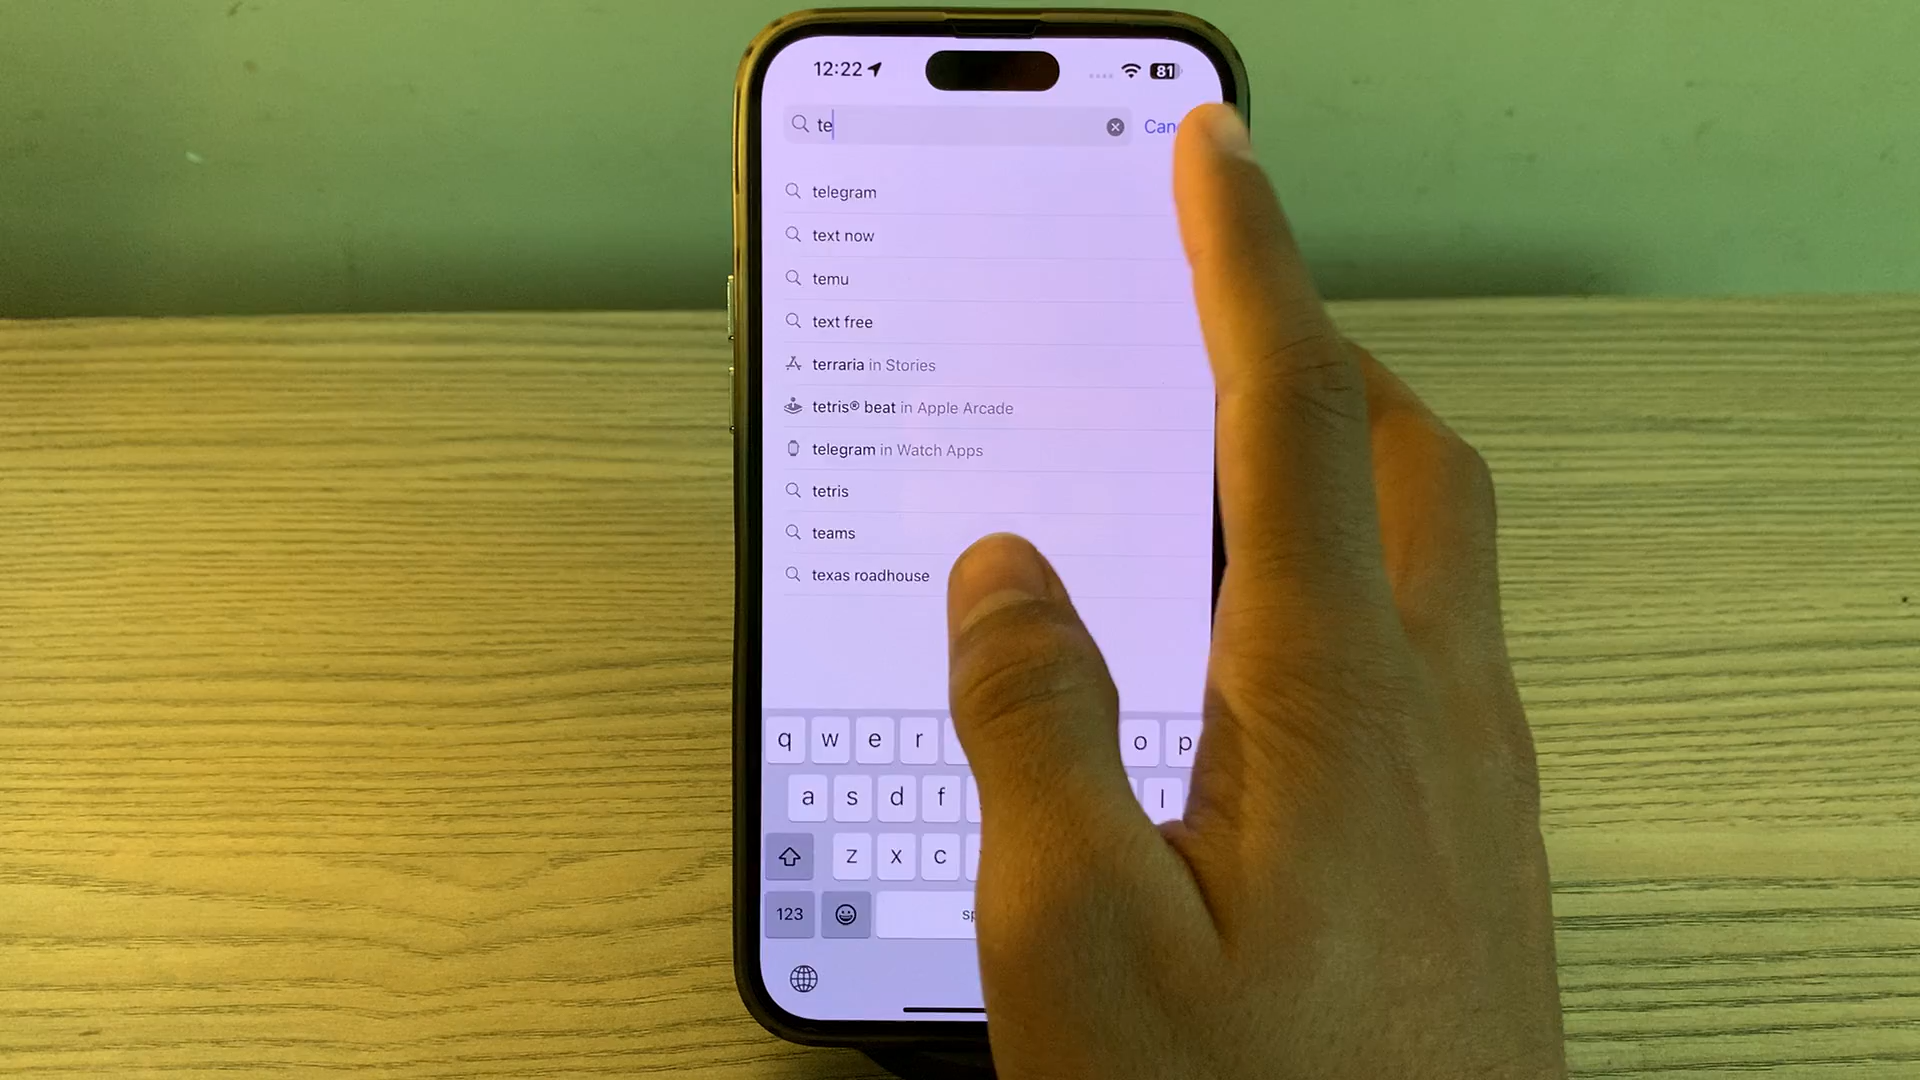 12:22
81
te
Can
telegram
text now
temu
text free
terraria in Stories
tetris® beat in Apple Arcade
telegram in Watch Apps
tetris
teams
texas roadhouse
q w e r o p
a s d f l
z x c
123 sp